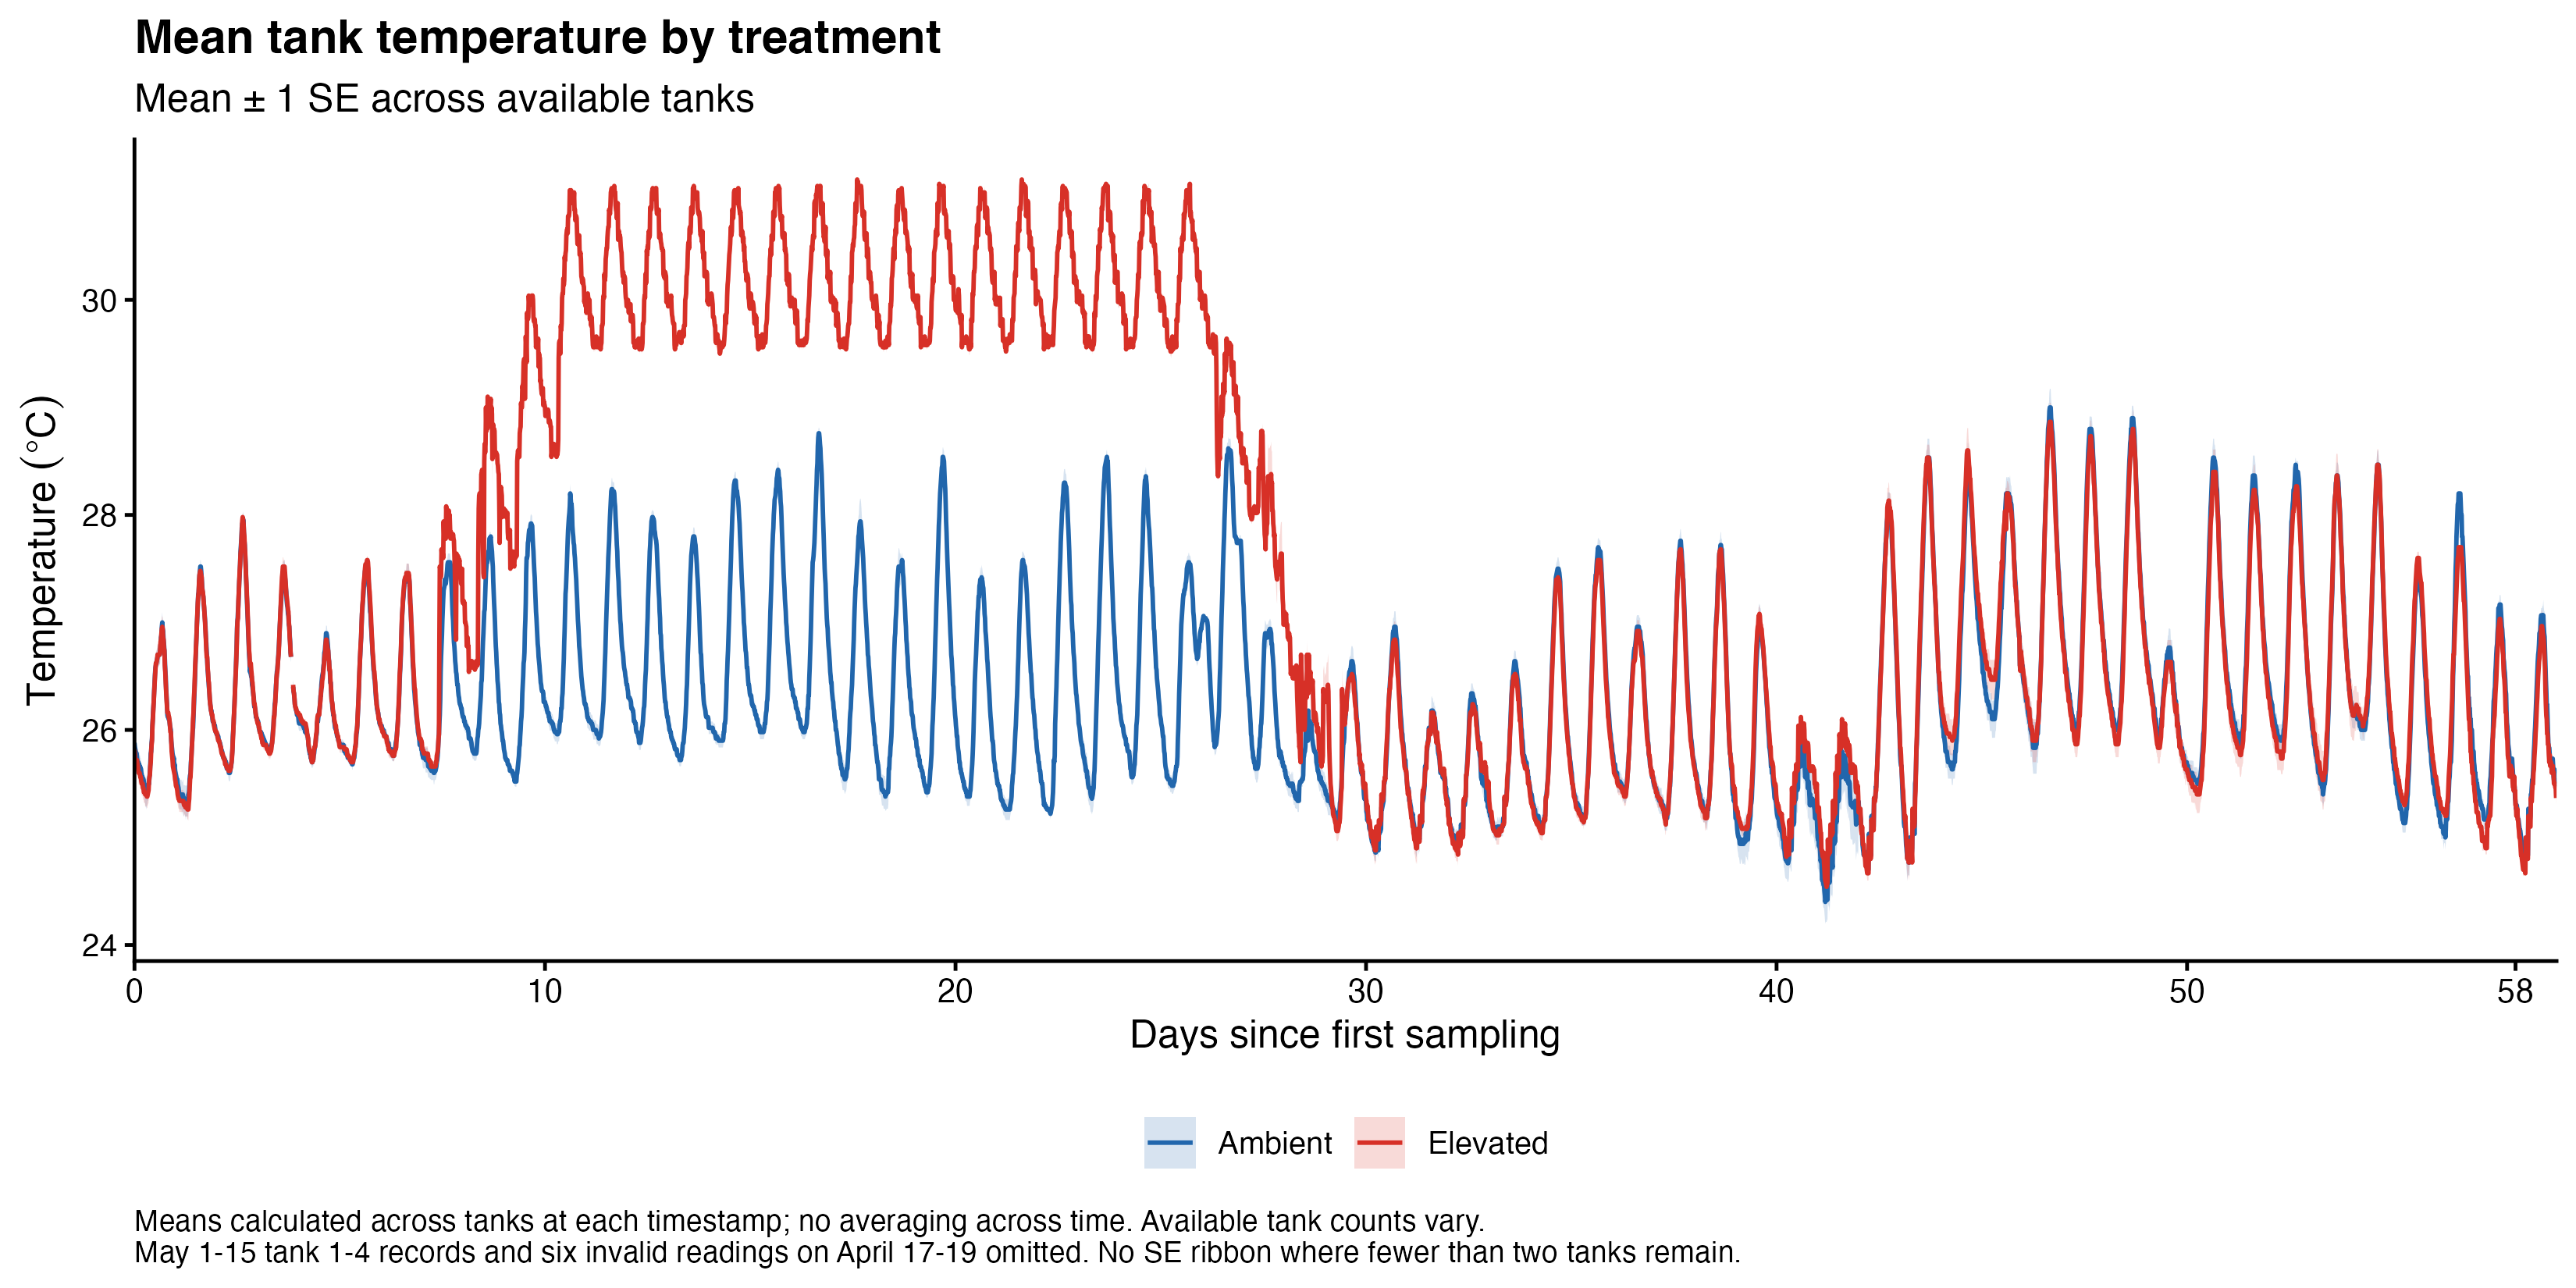 Mean tank temperature by treatment
Mean ± 1 SE across available tanks
Temperature (°C)
30
28
26
24
0 10 20 30 40 50 58
Days since first sampling
Ambient Elevated
Means calculated across tanks at each timestamp; no averaging across time. Available tank counts vary.
May 1-15 tank 1-4 records and six invalid readings on April 17-19 omitted. No SE ribbon where fewer than two tanks remain.